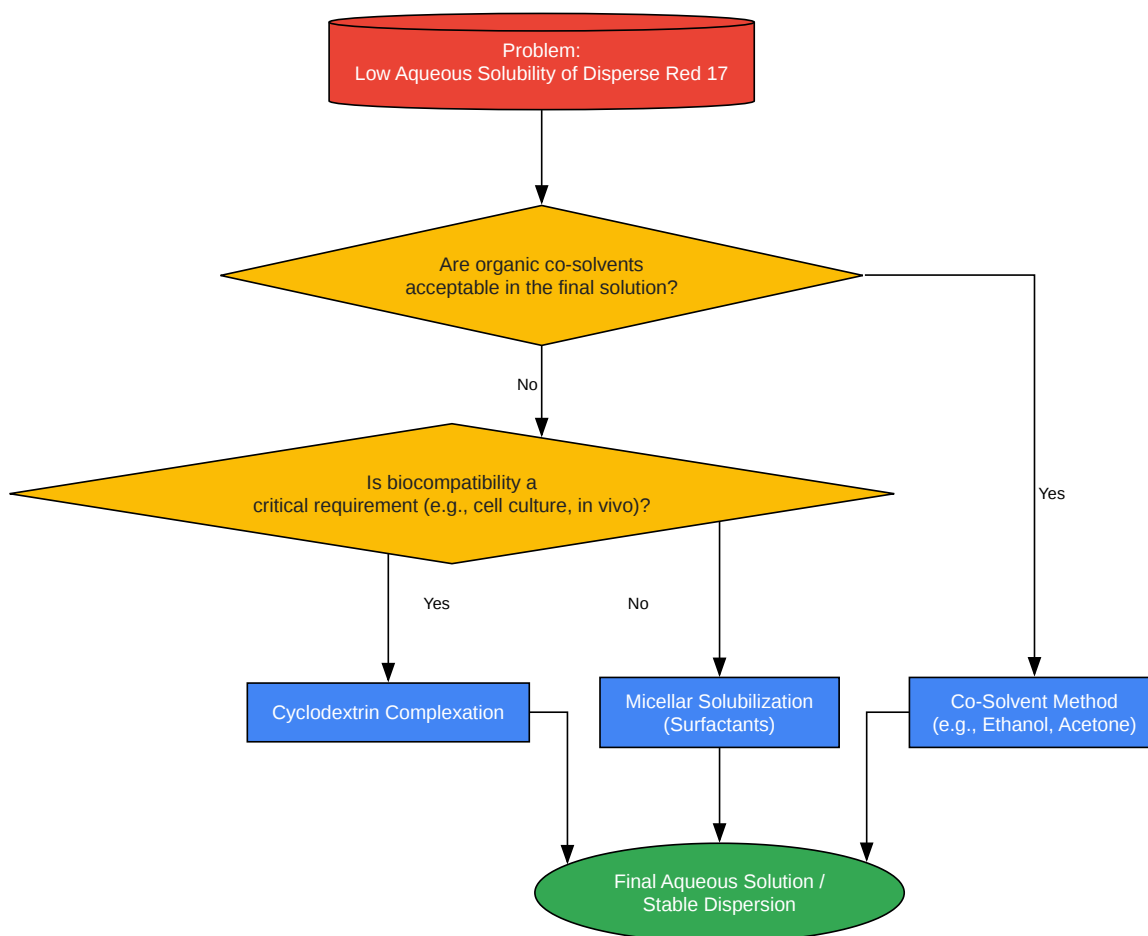 Problem:
Low Aqueous Solubility of Disperse Red 17
Are organic co-solvents
acceptable in the final solution?
No
Is biocompatibility a
critical requirement (e.g., cell culture, in vivo)?
Yes
Yes
No
Cyclodextrin Complexation
Micellar Solubilization
(Surfactants)
Co-Solvent Method
(e.g., Ethanol, Acetone)
Final Aqueous Solution /
Stable Dispersion